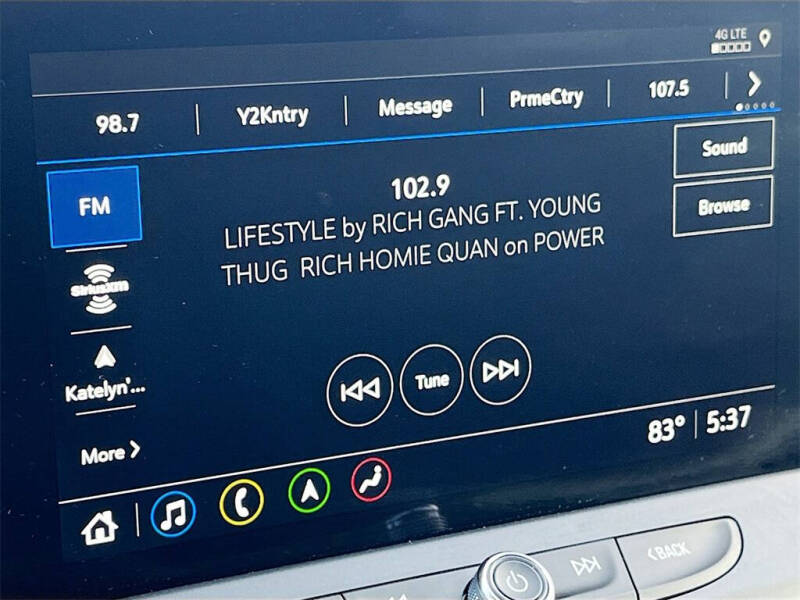 4G LTE
98.7
Y2Kntry
Message
PrmeCtry
107.5
Sound
FM
102.9
Browse
LIFESTYLE by RICH GANG FT. YOUNG
THUG RICH HOMIE QUAN on POWER
SiriusXM
Tune
Katelyn'...
More
83° 5:37
BACK